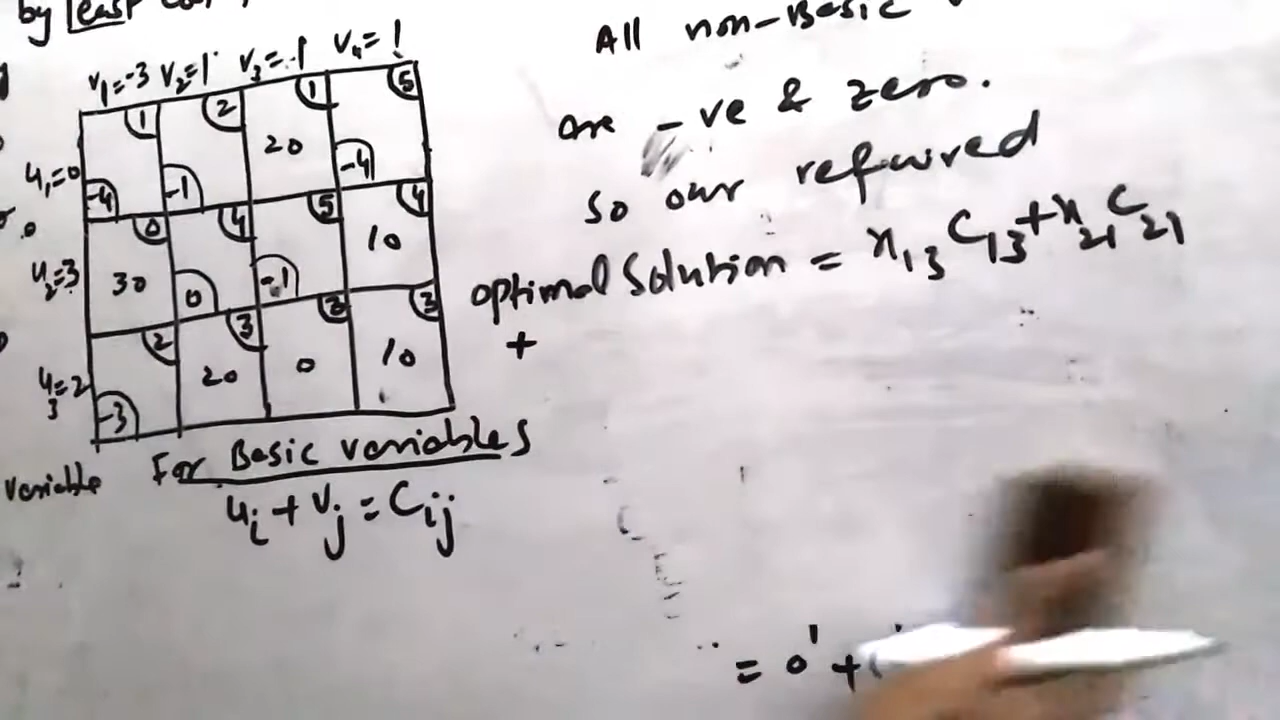 by least
v₁=-3 v₂=1 v₃=-1 v₄=1
1 2 1 5
20
u₁=0 -4 -1 -4
0 4 5 4
u₂=3 30 0 -1 10
2 3 3 3
u₃=2 20 0 10
-3
variable For Basic variables
uᵢ + vⱼ = Cᵢⱼ
All non-Basic
are -ve & zero.
So our refuired
optimal Solution = x₁₃ C₁₃ + x₂₁ C₂₁
+
= 0 +